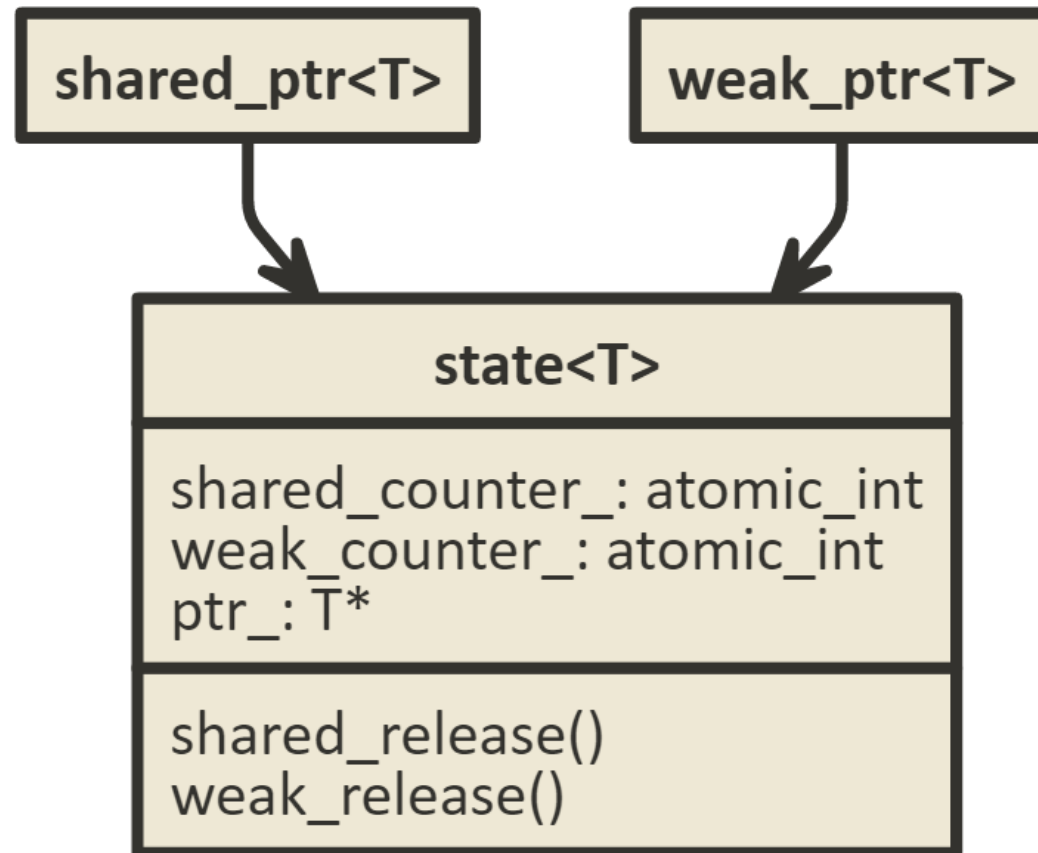 shared_ptr<T>
weak_ptr<T>
state<T>
shared_counter_: atomic_int
weak_counter_: atomic_int
ptr_: T*
shared_release()
weak_release()